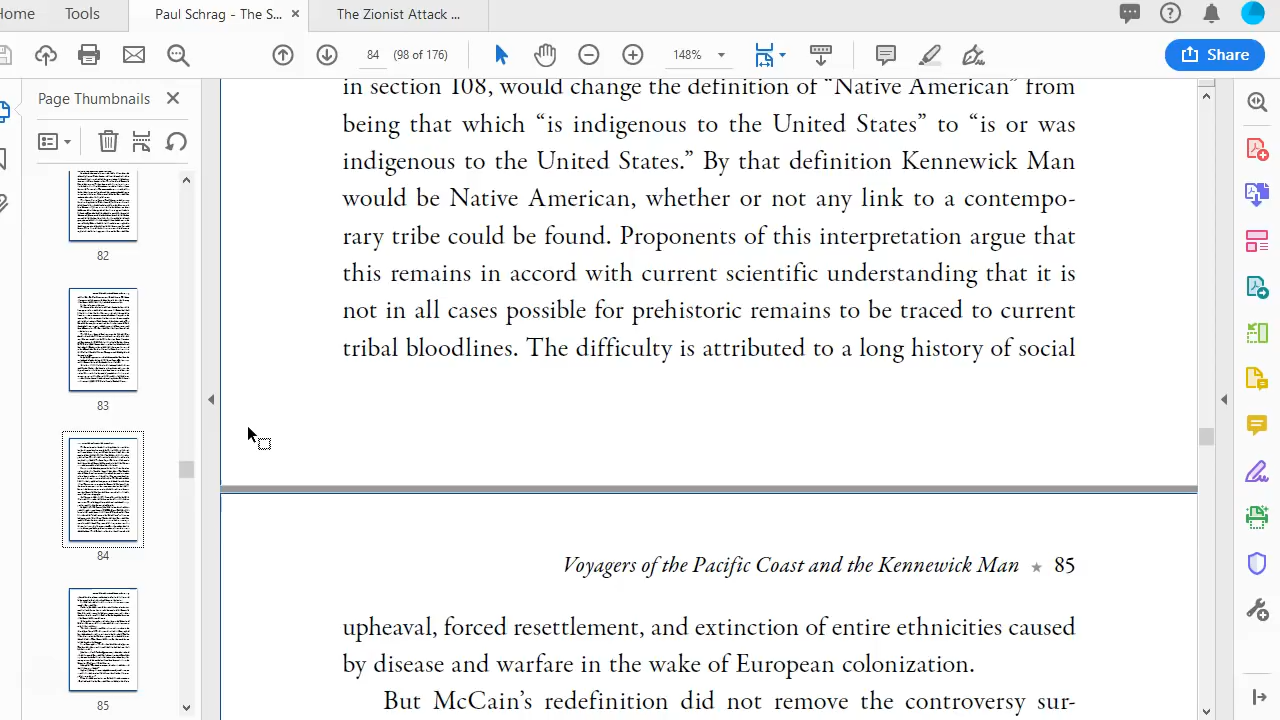 Home
Tools
Paul Schrag - The S...
The Zionist Attack ...
84
(98 of 176)
148%
Share
Page Thumbnails
82
83
84
85
in section 108, would change the definition of “Native American” from
being that which “is indigenous to the United States” to “is or was
indigenous to the United States.” By that definition Kennewick Man
would be Native American, whether or not any link to a contempo-
rary tribe could be found. Proponents of this interpretation argue that
this remains in accord with current scientific understanding that it is
not in all cases possible for prehistoric remains to be traced to current
tribal bloodlines. The difficulty is attributed to a long history of social
Voyagers of the Pacific Coast and the Kennewick Man ★ 85
upheaval, forced resettlement, and extinction of entire ethnicities caused
by disease and warfare in the wake of European colonization.
But McCain’s redefinition did not remove the controversy sur-